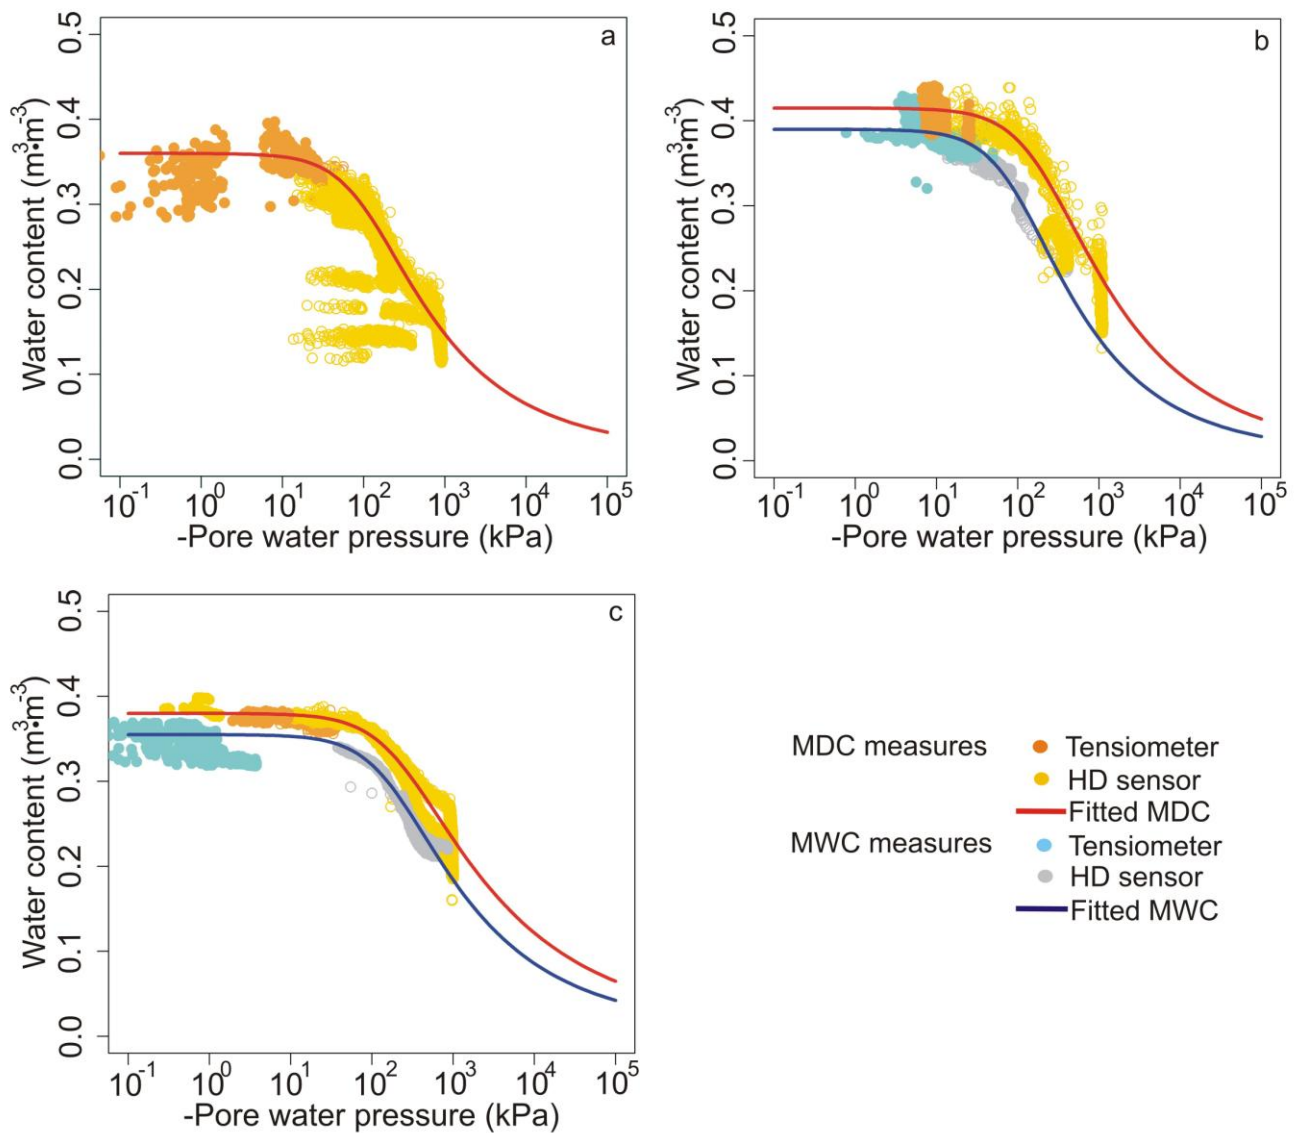 a
Water content (m³•m⁻³)
0.5
0.4
0.3
0.2
0.1
0.0
10⁻¹ 10⁰ 10¹ 10² 10³ 10⁴ 10⁵
-Pore water pressure (kPa)
b
Water content (m³•m⁻³)
0.5
0.4
0.3
0.2
0.1
0.0
10⁻¹ 10⁰ 10¹ 10² 10³ 10⁴ 10⁵
-Pore water pressure (kPa)
c
Water content (m³•m⁻³)
0.5
0.4
0.3
0.2
0.1
0.0
10⁻¹ 10⁰ 10¹ 10² 10³ 10⁴ 10⁵
-Pore water pressure (kPa)
MDC measures Tensiometer
HD sensor
Fitted MDC
MWC measures Tensiometer
HD sensor
Fitted MWC